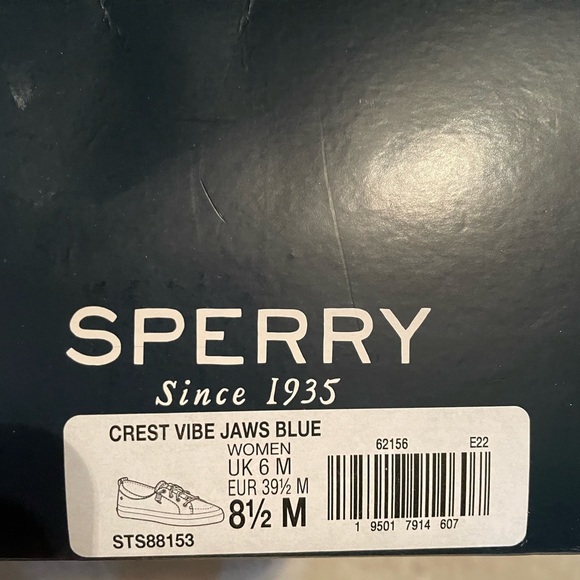 SPERRY
Since 1935
CREST VIBE JAWS BLUE
WOMEN
UK 6 M
EUR 39½ M
8½ M
STS88153
62156 E22
1 9501 7914 607